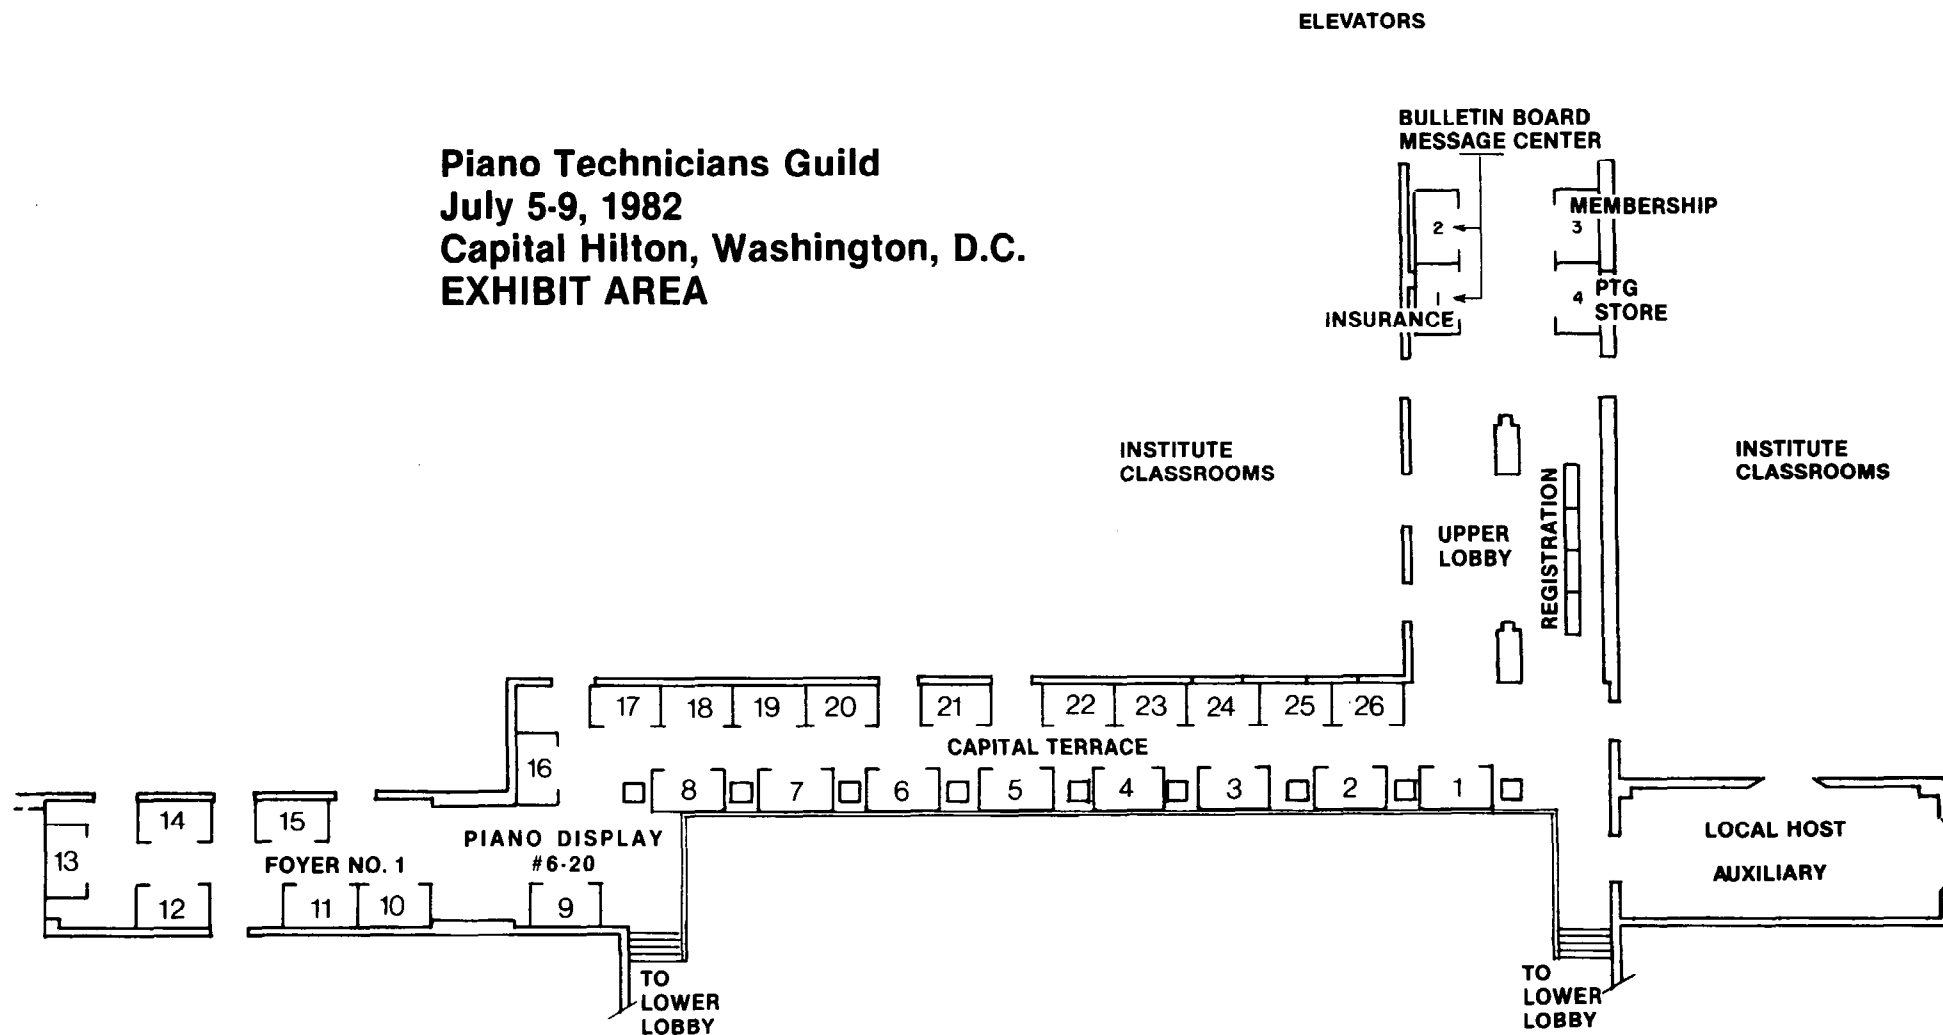 ELEVATORS
BULLETIN BOARD
MESSAGE CENTER
Piano Technicians Guild
July 5-9, 1982
Capital Hilton, Washington, D.C.
EXHIBIT AREA
2
3
MEMBERSHIP
1
4
PTG
STORE
INSURANCE
INSTITUTE
CLASSROOMS
INSTITUTE
CLASSROOMS
UPPER
LOBBY
REGISTRATION
17 18 19 20 21 22 23 24 25 26
CAPITAL TERRACE
16
8 7 6 5 4 3 2 1
14 15
PIANO DISPLAY
#6-20
13
FOYER NO. 1
12 11 10 9
LOCAL HOST
AUXILIARY
TO
LOWER
LOBBY
TO
LOWER
LOBBY